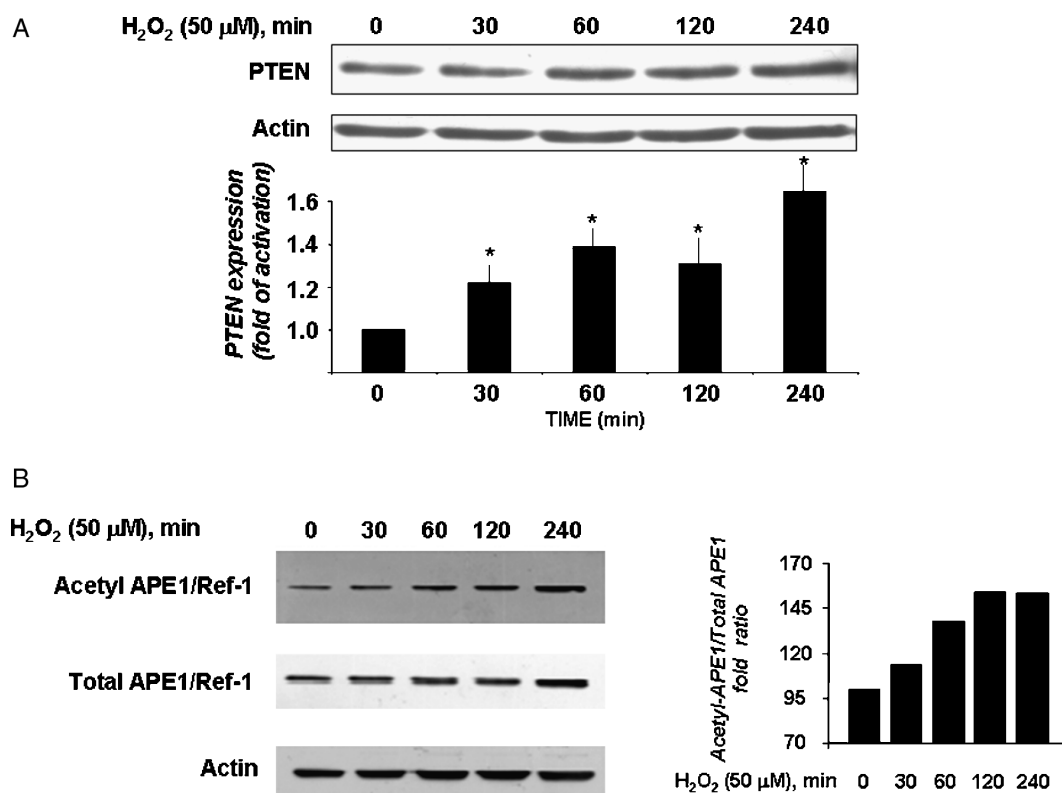 A
H₂O₂ (50 µM), min 0 30 60 120 240
PTEN
Actin
PTEN expression
(fold of activation)
1.6
1.4
1.2
1.0
* * * *
0 30 60 120 240
TIME (min)
B
H₂O₂ (50 µM), min 0 30 60 120 240
Acetyl APE1/Ref-1
Total APE1/Ref-1
Actin
Acetyl-APE1/Total APE1
fold ratio
170
145
120
95
70
H₂O₂ (50 µM), min 0 30 60 120 240